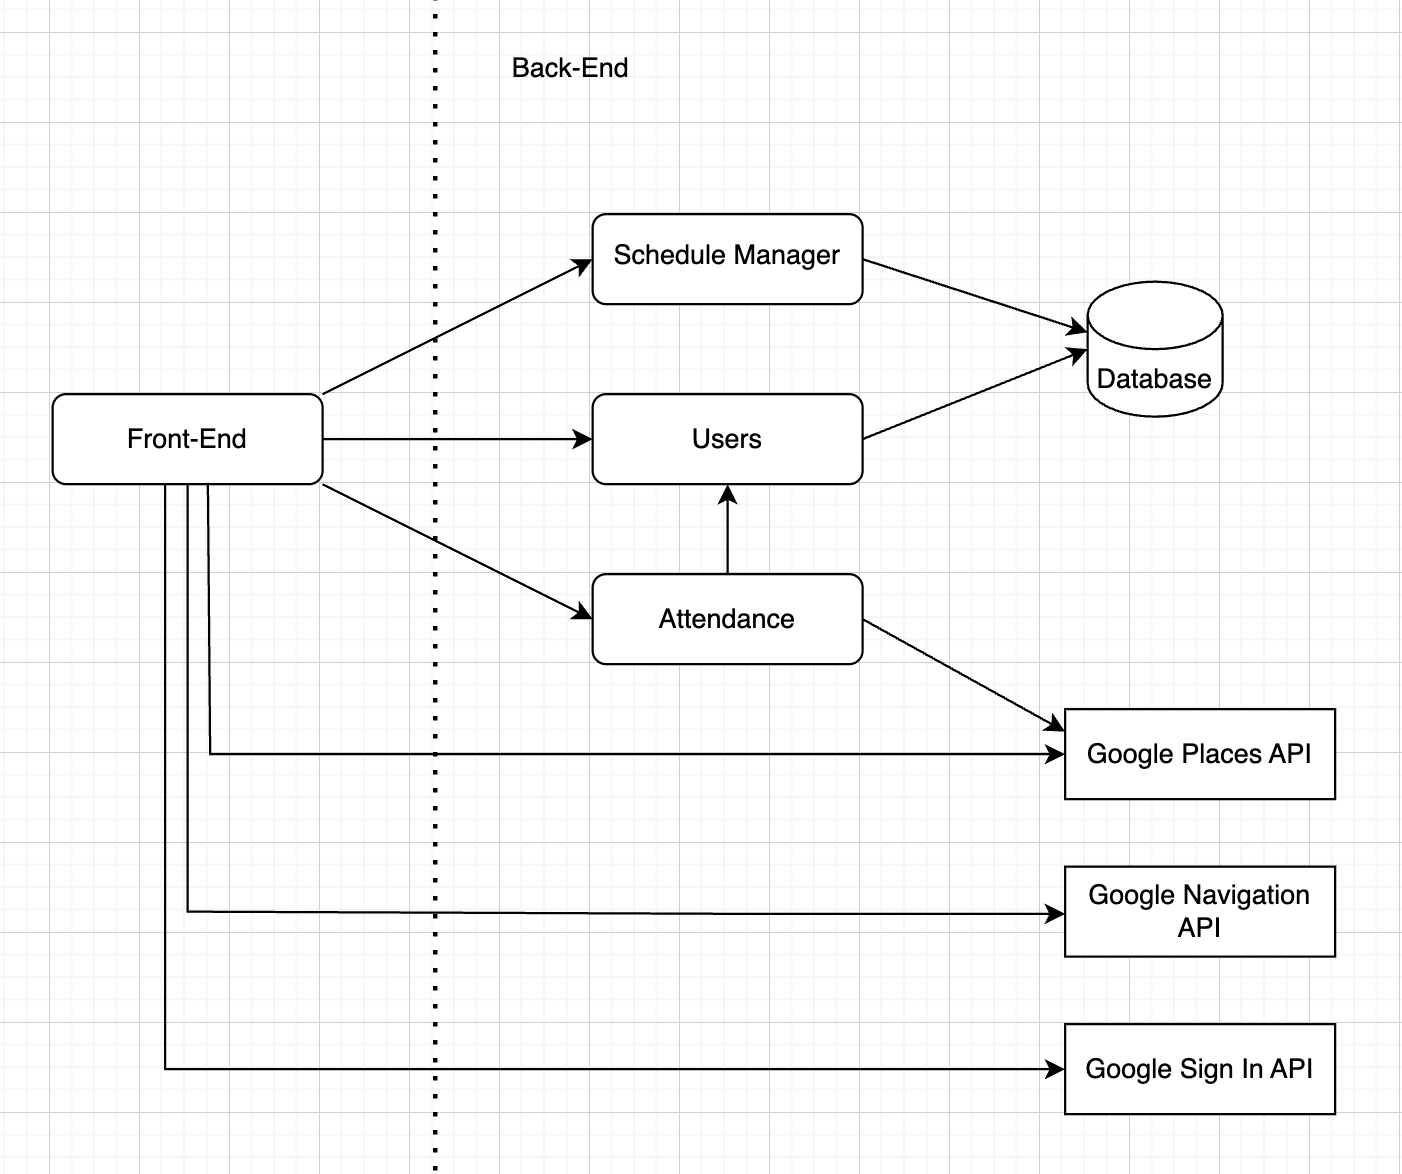 Back-End
Schedule Manager
Database
Front-End
Users
Attendance
Google Places API
Google Navigation
API
Google Sign In API